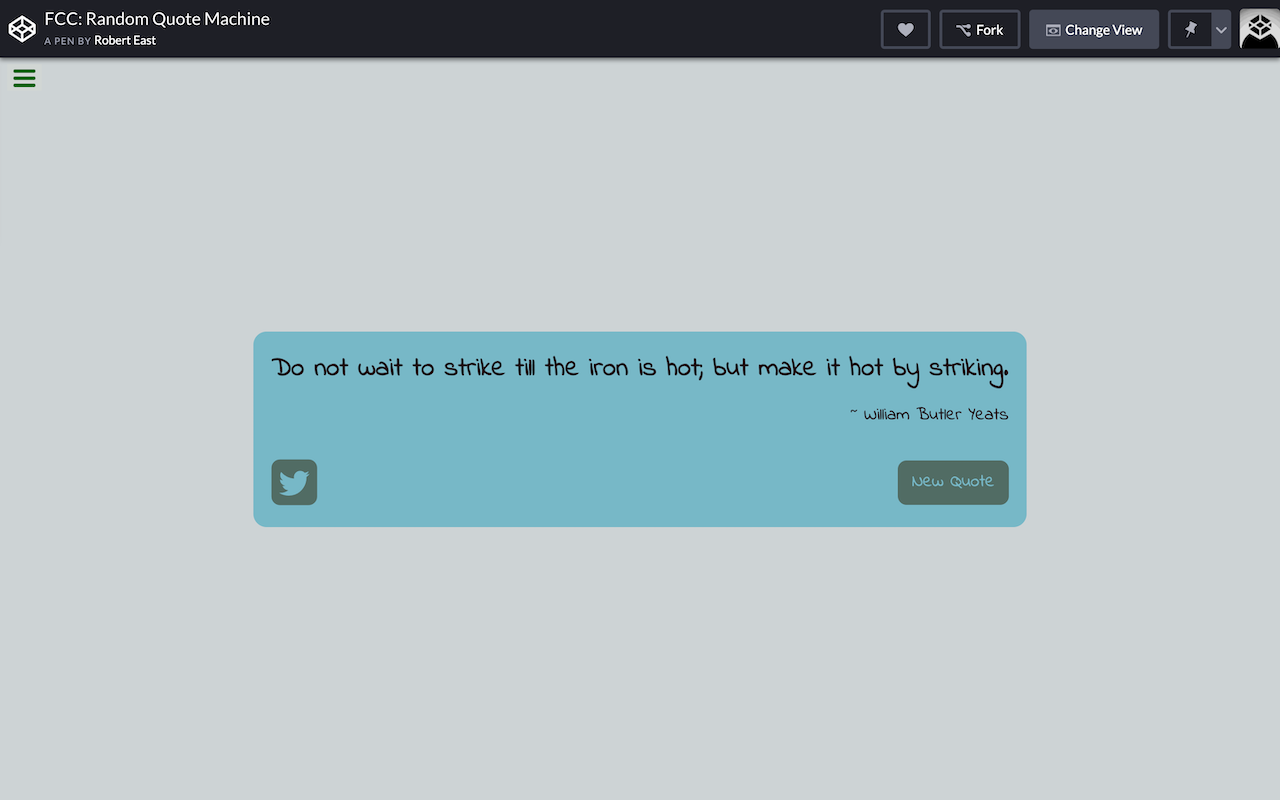 FCC: Random Quote Machine
A PEN BY Robert East
Fork
Change View
Do not wait to strike till the iron is hot; but make it hot by striking.
~ William Butler Yeats
New Quote